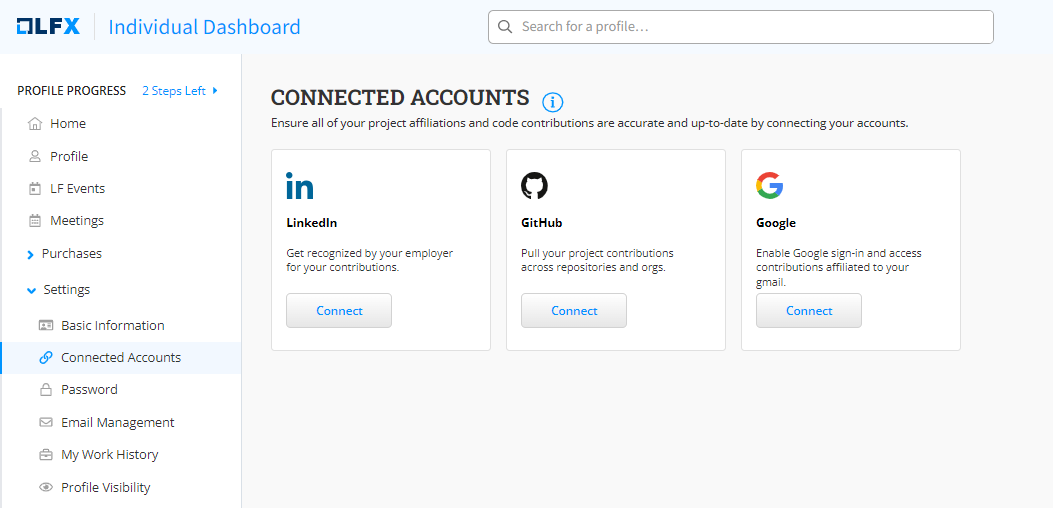 LFX
Individual Dashboard
Search for a profile...
PROFILE PROGRESS
2 Steps Left
Home
Profile
LF Events
Meetings
Purchases
Settings
Basic Information
Connected Accounts
Password
Email Management
My Work History
Profile Visibility
CONNECTED ACCOUNTS
Ensure all of your project affiliations and code contributions are accurate and up-to-date by connecting your accounts.
in
LinkedIn
Get recognized by your employer
for your contributions.
Connect
GitHub
Pull your project contributions
across repositories and orgs.
Connect
G
Google
Enable Google sign-in and access
contributions affiliated to your
gmail.
Connect